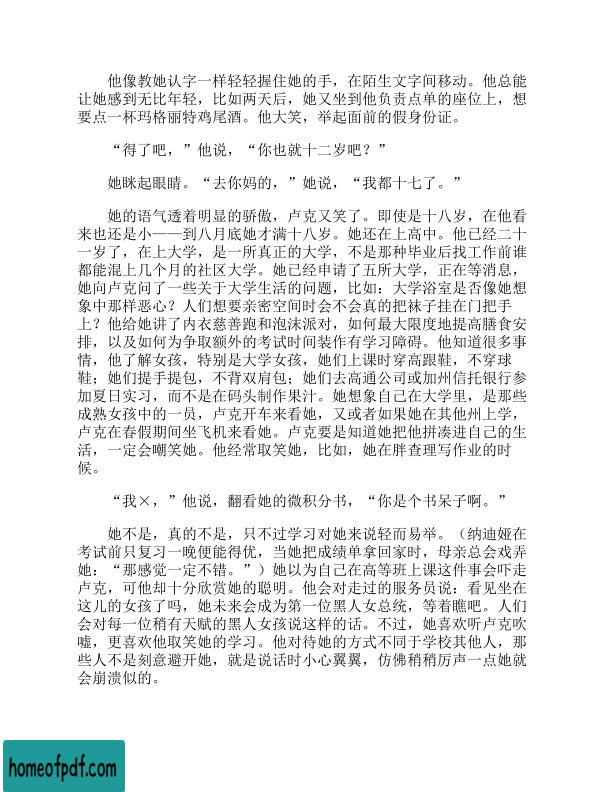 他像教她认字一样轻轻握住她的手，在陌生文字间移动。他总能
让她感到无比年轻，比如两天后，她又坐到他负责点单的座位上，想
要点一杯玛格丽特鸡尾酒。他大笑，举起面前的假身份证。
“得了吧，”他说，“你也就十二岁吧？”
她眯起眼睛。“去你妈的，”她说，“我都十七了。”
她的语气透着明显的骄傲，卢克又笑了。即使是十八岁，在他看
来也还是小——到八月底她才满十八岁。她还在上高中。他已经二十
一岁了，在上大学，是一所真正的大学，不是那种毕业后找工作前谁
都能混上几个月的社区大学。她已经申请了五所大学，正在等消息，
她向卢克问了一些关于大学生活的问题，比如：大学浴室是否像她想
象中那样恶心？人们想要亲密空间时会不会真的把袜子挂在门把手
上？他给她讲了内衣慈善跑和泡沫派对，如何最大限度地提高膳食安
排，以及如何为争取额外的考试时间装作有学习障碍。他知道很多事
情，他了解女孩，特别是大学女孩，她们上课时穿高跟鞋，不穿球
鞋；她们提手提包，不背双肩包；她们去高通公司或加州信托银行参
加夏日实习，而不是在码头制作果汁。她想象自己在大学里，是那些
成熟女孩中的一员，卢克开车来看她，又或者如果她在其他州上学，
卢克在春假期间坐飞机来看她。卢克要是知道她把他拼凑进自己的生
活，一定会嘲笑她。他经常取笑她，比如，她在胖查理写作业的时
候。
“我×，”他说，翻看她的微积分书，“你是个书呆子啊。”
她不是，真的不是，只不过学习对她来说轻而易举。（纳迪娅在
考试前只复习一晚便能得优，当她把成绩单拿回家时，母亲总会戏弄
她：“那感觉一定不错。”）她以为自己在高等班上课这件事会吓走
卢克，可他却十分欣赏她的聪明。他会对走过的服务员说：看见坐在
这儿的女孩了吗，她未来会成为第一位黑人女总统，等着瞧吧。人们
会对每一位稍有天赋的黑人女孩说这样的话。不过，她喜欢听卢克吹
嘘，更喜欢他取笑她的学习。他对待她的方式不同于学校其他人，那
些人不是刻意避开她，就是说话时小心翼翼，仿佛稍稍厉声一点她就
会崩溃似的。
homeofpdf.com